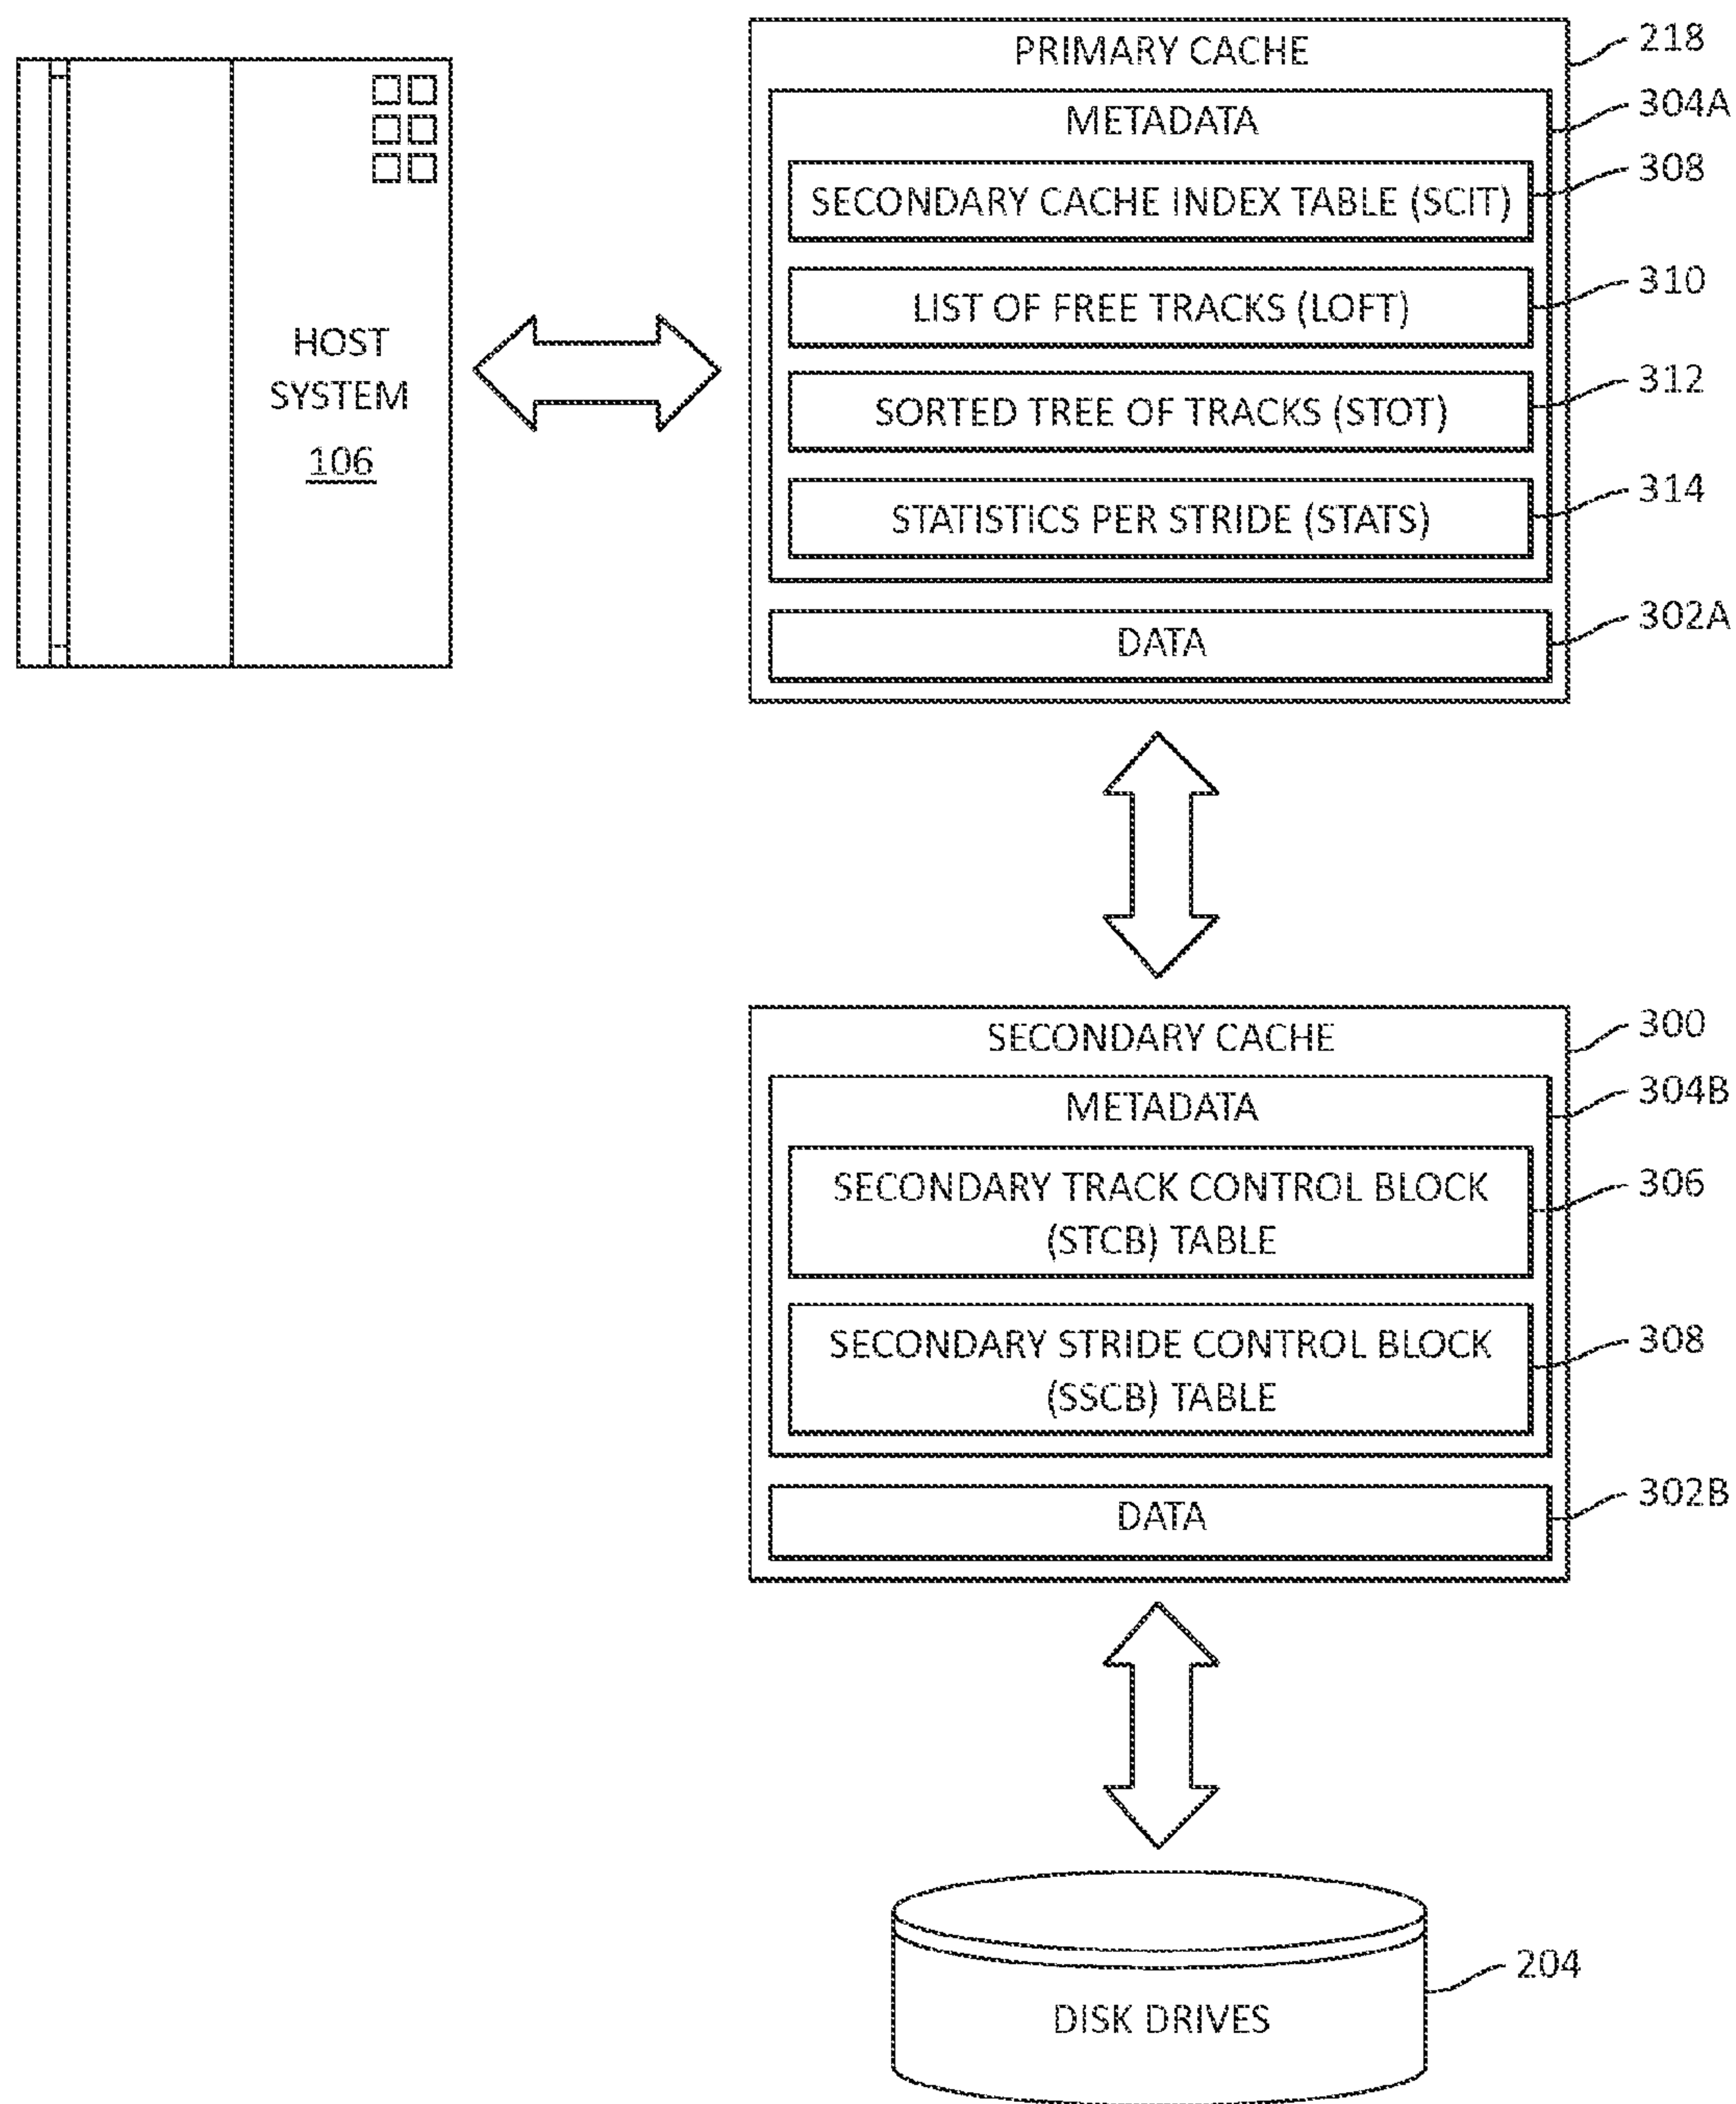 PRIMARY CACHE
218
METADATA
304A
SECONDARY CACHE INDEX TABLE (SCIT)
308
LIST OF FREE TRACKS (LOFT)
310
SORTED TREE OF TRACKS (STOT)
312
STATISTICS PER STRIDE (STATS)
314
DATA
302A
HOST
SYSTEM
106
SECONDARY CACHE
300
METADATA
304B
SECONDARY TRACK CONTROL BLOCK
(STCB) TABLE
306
SECONDARY STRIDE CONTROL BLOCK
(SSCB) TABLE
308
DATA
302B
DISK DRIVES
204